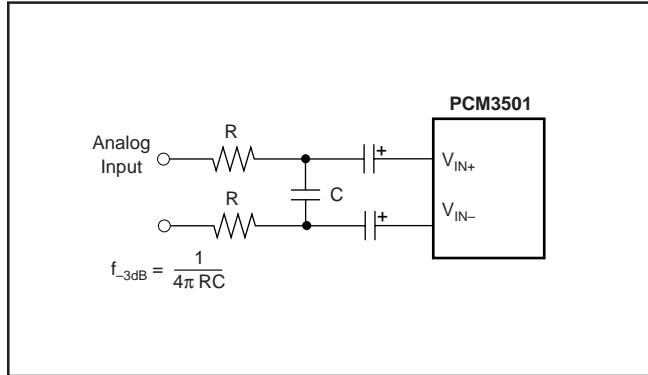 PCM3501
Analog
Input
R
+
V_IN+
C
R
+
V_IN–
f_–3dB = 1
4π RC